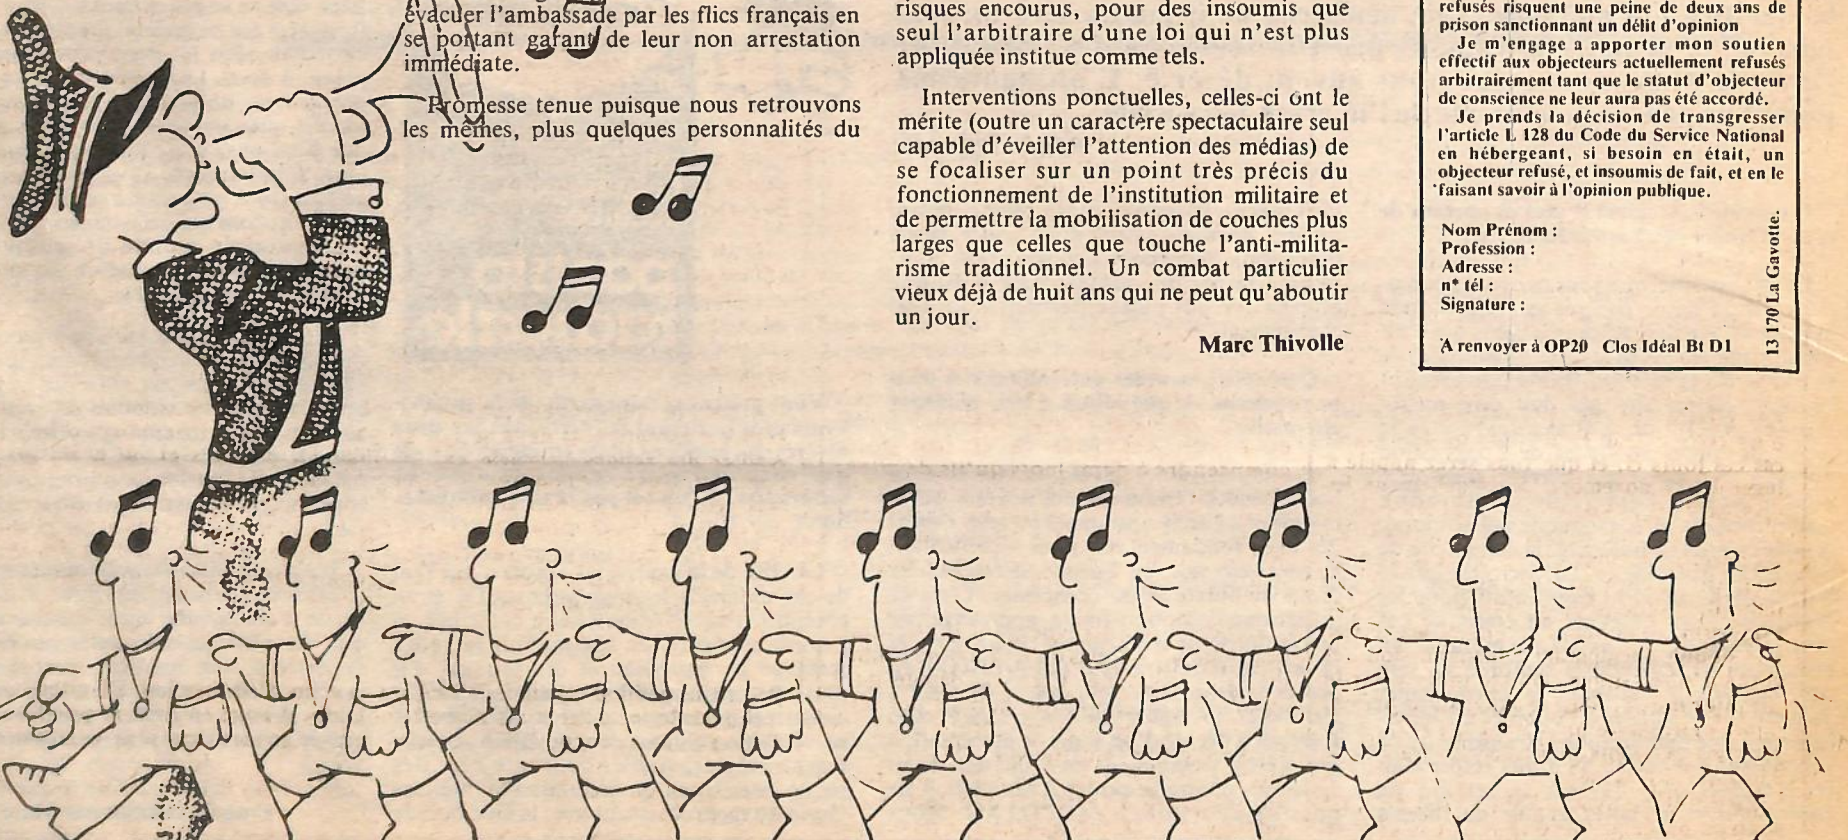 évacuer l'ambassade par les flics français en
se portant garant de leur non arrestation
immédiate.
Promesse tenue puisque nous retrouvons
les mêmes, plus quelques personnalités du
risques encourus, pour des insoumis que
seul l'arbitraire d'une loi qui n'est plus
appliquée institue comme tels.
Interventions ponctuelles, celles-ci ont le
mérite (outre un caractère spectaculaire seul
capable d'éveiller l'attention des médias) de
se focaliser sur un point très précis du
fonctionnement de l'institution militaire et
de permettre la mobilisation de couches plus
larges que celles que touche l'anti-milita-
risme traditionnel. Un combat particulier
vieux déjà de huit ans qui ne peut qu'aboutir
un jour.
Marc Thivolle
refusés risquent une peine de deux ans de
prison sanctionnant un délit d'opinion
Je m'engage a apporter mon soutien
effectif aux objecteurs actuellement refusés
arbitrairement tant que le statut d'objecteur
de conscience ne leur aura pas été accordé.
Je prends la décision de transgresser
l'article L 128 du Code du Service National
en hébergeant, si besoin en était, un
objecteur refusé, et insoumis de fait, et en le
faisant savoir à l'opinion publique.
Nom Prénom :
Profession :
Adresse :
n° tél :
Signature :
A renvoyer à OP20 Clos Idéal Bt D1
13 170 La Gavotte.